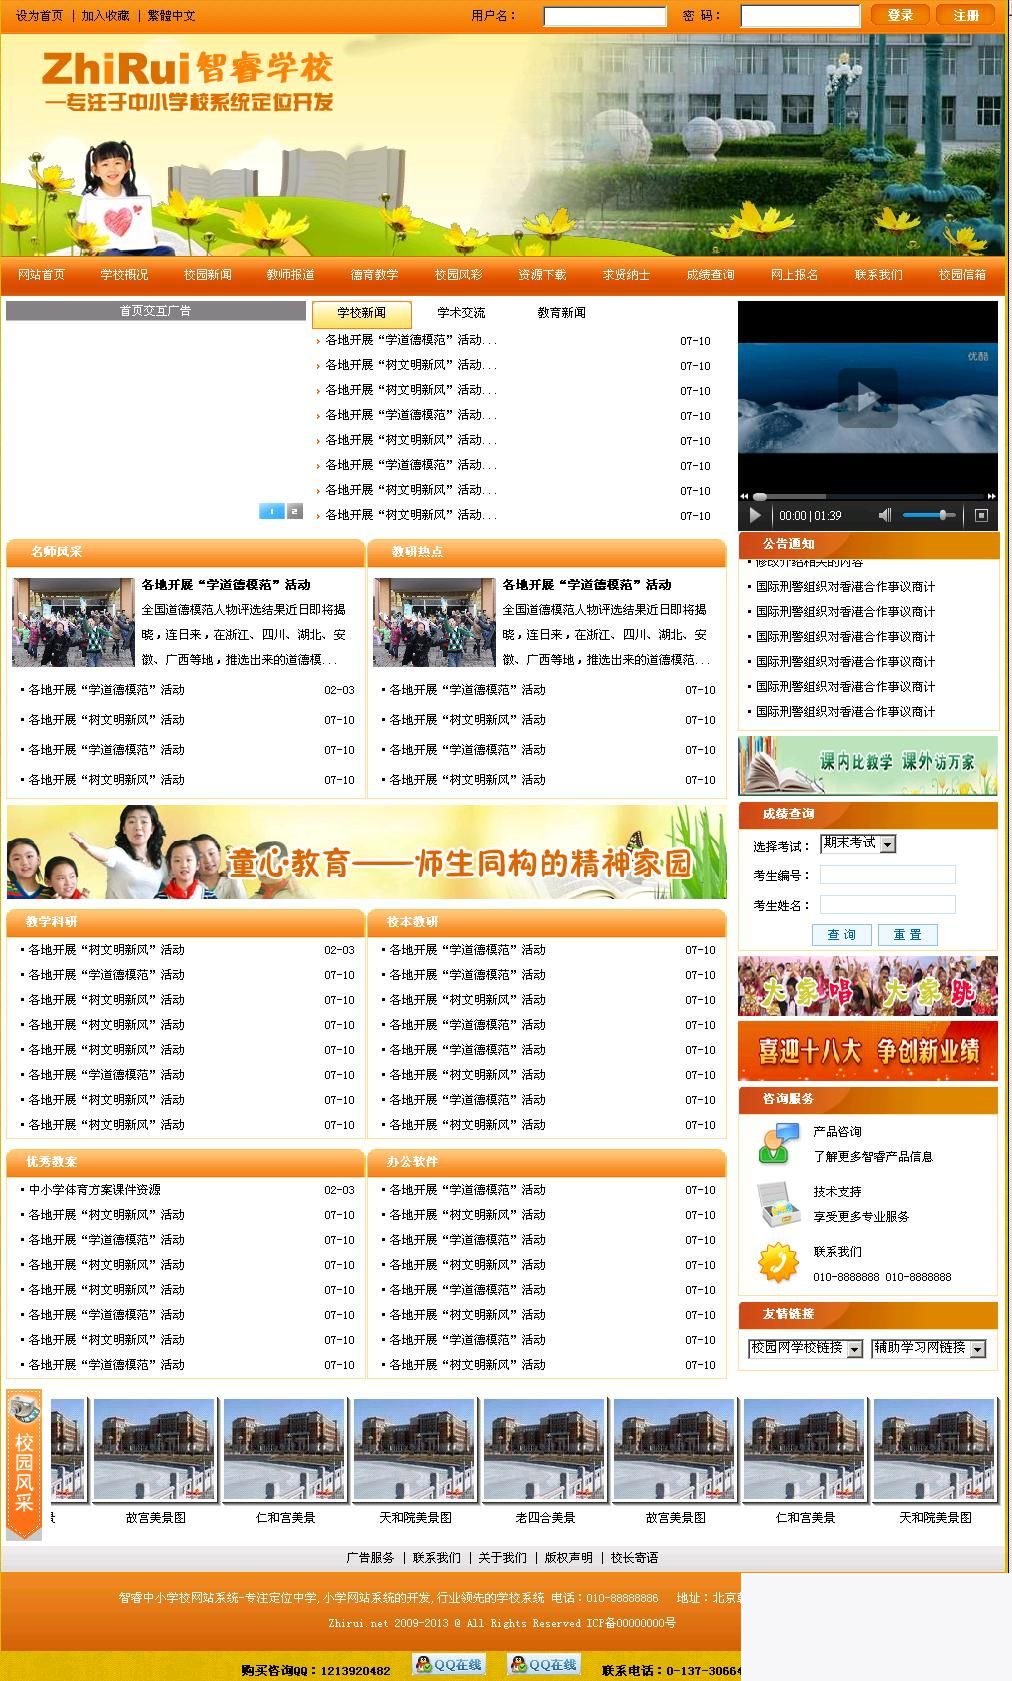 设为首页 | 加入收藏 | 繁體中文 用户名： 密 码： 登录 注册
ZhiRui智睿学校
—专注于中小学校系统定位开发
网站首页 学校概况 校园新闻 教师报道 德育教学 校园风彩 资源下载 求贤纳士 成绩查询 网上报名 联系我们 校园信箱
首页交互广告
1 2
学校新闻 学术交流 教育新闻
各地开展“学道德模范”活动... 07-10
各地开展“树文明新风”活动... 07-10
各地开展“树文明新风”活动... 07-10
各地开展“学道德模范”活动... 07-10
各地开展“树文明新风”活动... 07-10
各地开展“学道德模范”活动... 07-10
各地开展“树文明新风”活动... 07-10
各地开展“学道德模范”活动... 07-10
优酷
00:00 | 01:39
名师风采
各地开展“学道德模范”活动
全国道德模范人物评选结果近日即将揭
晓，连日来，在浙江、四川、湖北、安
徽、广西等地，推选出来的道德模...
各地开展“学道德模范”活动 02-03
各地开展“树文明新风”活动 07-10
各地开展“学道德模范”活动 07-10
各地开展“树文明新风”活动 07-10
教研热点
各地开展“学道德模范”活动
全国道德模范人物评选结果近日即将揭
晓，连日来，在浙江、四川、湖北、安
徽、广西等地，推选出来的道德模范...
各地开展“学道德模范”活动 07-10
各地开展“树文明新风”活动 07-10
各地开展“学道德模范”活动 07-10
各地开展“树文明新风”活动 07-10
公告通知
修改介绍相关的内容
国际刑警组织对香港合作事议商计
国际刑警组织对香港合作事议商计
国际刑警组织对香港合作事议商计
国际刑警组织对香港合作事议商计
国际刑警组织对香港合作事议商计
国际刑警组织对香港合作事议商计
课内比教学 课外访万家
童心·教育——师生同构的精神家园
成绩查询
选择考试： 期末考试
考生编号：
考生姓名：
查 询 重 置
大家唱 大家跳
喜迎十八大 争创新业绩
教学科研
各地开展“树文明新风”活动 02-03
各地开展“学道德模范”活动 07-10
各地开展“树文明新风”活动 07-10
各地开展“树文明新风”活动 07-10
各地开展“树文明新风”活动 07-10
各地开展“学道德模范”活动 07-10
各地开展“树文明新风”活动 07-10
各地开展“树文明新风”活动 07-10
校本教研
各地开展“学道德模范”活动 07-10
各地开展“学道德模范”活动 07-10
各地开展“树文明新风”活动 07-10
各地开展“学道德模范”活动 07-10
各地开展“树文明新风”活动 07-10
各地开展“树文明新风”活动 07-10
各地开展“学道德模范”活动 07-10
各地开展“树文明新风”活动 07-10
咨询服务
产品咨询
了解更多智睿产品信息
技术支持
享受更多专业服务
联系我们
010-8888888 010-8888888
优秀教案
中小学体育方案课件资源 02-03
各地开展“树文明新风”活动 07-10
各地开展“学道德模范”活动 07-10
各地开展“树文明新风”活动 07-10
各地开展“树文明新风”活动 07-10
各地开展“学道德模范”活动 07-10
各地开展“树文明新风”活动 07-10
各地开展“学道德模范”活动 07-10
办公软件
各地开展“学道德模范”活动 07-10
各地开展“树文明新风”活动 07-10
各地开展“学道德模范”活动 07-10
各地开展“树文明新风”活动 07-10
各地开展“学道德模范”活动 07-10
各地开展“树文明新风”活动 07-10
各地开展“学道德模范”活动 07-10
各地开展“树文明新风”活动 07-10
友情链接
校园网学校链接 辅助学习网链接
校园风采
故宫美景图 仁和宫美景 天和院美景图 老四合美景 故宫美景图 仁和宫美景 天和院美景图
广告服务 | 联系我们 | 关于我们 | 版权声明 | 校长寄语
智睿中小学校网站系统-专注定位中学,小学网站系统的开发,行业领先的学校系统 电话：010-88888886 地址：北京
Zhirui.net 2009-2013 @ All Rights Reserved ICP备00000000号
购买咨询QQ：1213920482 QQ在线 QQ在线 联系电话：0-137-30664